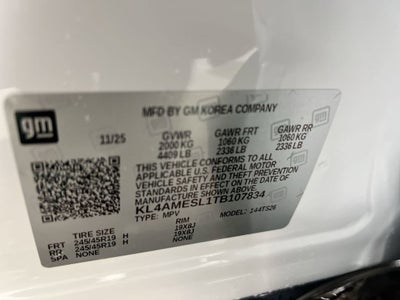 gm
MFD BY GM KOREA COMPANY
11/25 GVWR GAWR FRT GAWR RR
2000 KG 1060 KG 1060 KG
4409 LB 2336 LB 2336 LB
THIS VEHICLE CONFORMS TO ALL APPLICABLE
U.S. FEDERAL MOTOR VEHICLE SAFETY, BUMPER,
AND THEFT PREVENTION
STANDARDS IN EFFECT ON THE DATE OF
MANUFACTURE SHOWN ABOVE.
KL4AMESL1TB107834
TYPE: MPV MODEL: 144TS26
TIRE SIZE RIM
FRT 245/45R19 H 19X8J
RR 245/45R19 H 19X8J
SPA NONE NONE